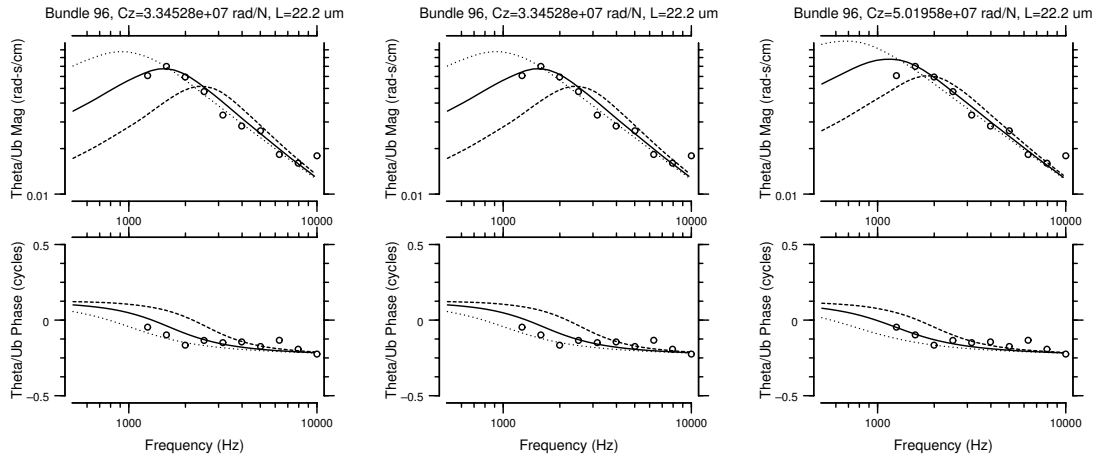 Bundle 96, Cz=3.34528e+07 rad/N, L=22.2 um
Bundle 96, Cz=3.34528e+07 rad/N, L=22.2 um
Bundle 96, Cz=5.01958e+07 rad/N, L=22.2 um
Theta/Ub Mag (rad-s/cm)
0.01
1000
10000
Theta/Ub Mag (rad-s/cm)
0.01
1000
10000
Theta/Ub Mag (rad-s/cm)
0.01
1000
10000
Theta/Ub Phase (cycles)
0.5
0
−0.5
1000
10000
Frequency (Hz)
Theta/Ub Phase (cycles)
0.5
0
−0.5
1000
10000
Frequency (Hz)
Theta/Ub Phase (cycles)
0.5
0
−0.5
1000
10000
Frequency (Hz)